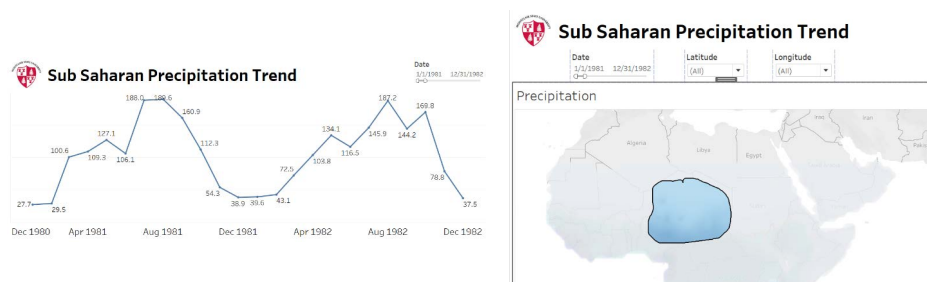 Sub Saharan Precipitation Trend
Date
1/1/1981 12/31/1982
188.0 189.6
160.9
127.1
100.6
109.3
106.1
112.3
54.3
38.9 39.6
43.1
27.7
29.5
72.5
103.8
134.1
116.5
145.9
187.2
144.2
169.8
78.8
37.5
Dec 1980 Apr 1981 Aug 1981 Dec 1981 Apr 1982 Aug 1982 Dec 1982
Sub Saharan Precipitation Trend
Date Latitude Longitude
1/1/1981 12/31/1982 (All) (All)
Precipitation
Algeria
Libya
Egypt
Iraq
Iran